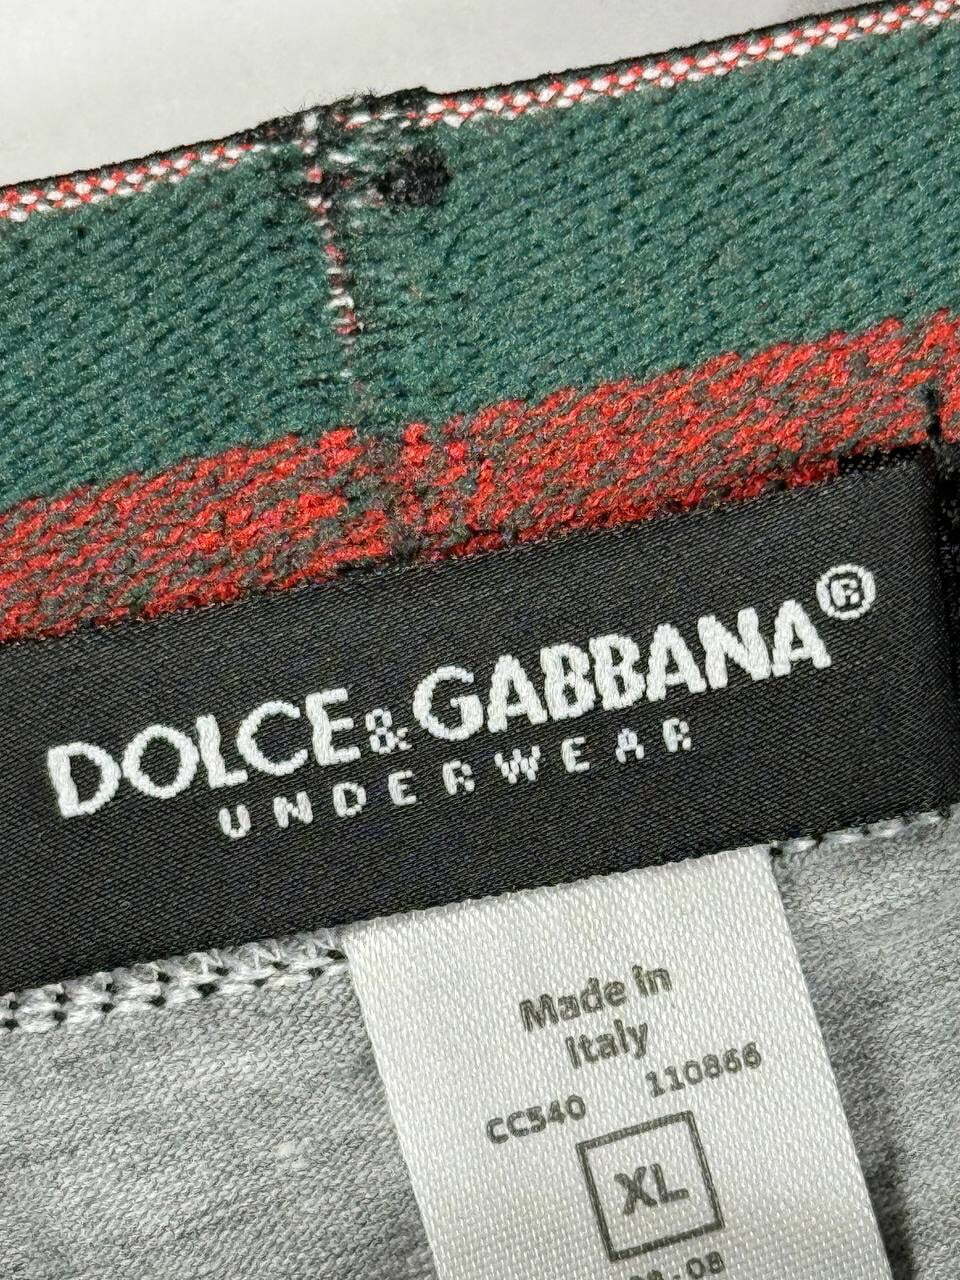 DOLCE&GABBANA®
UNDERWEAR
Made in
Italy
CC540 110866
XL